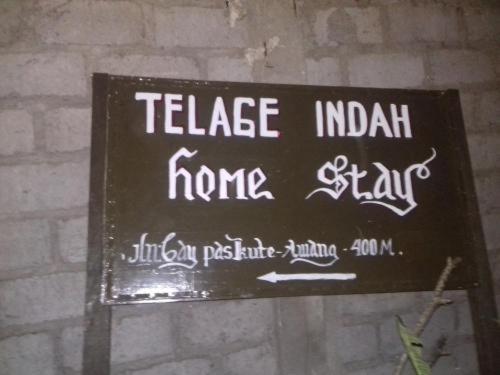 TELAGE INDAH
Home Stay
Jln: Bay pas kute-Awang - 400 M.